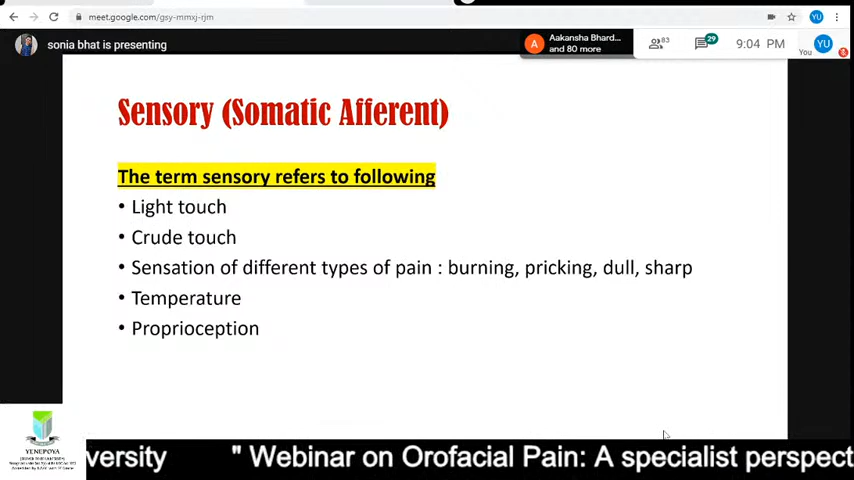 meet.google.com/gsy-mmxj-rjm
YU
sonia bhat is presenting
A
Aakansha Bhard...
and 80 more
83
29
9:04 PM
You
YU
Sensory (Somatic Afferent)
The term sensory refers to following
• Light touch
• Crude touch
• Sensation of different types of pain : burning, pricking, dull, sharp
• Temperature
• Proprioception
YENEPOYA
versity " Webinar on Orofacial Pain: A specialist perspect